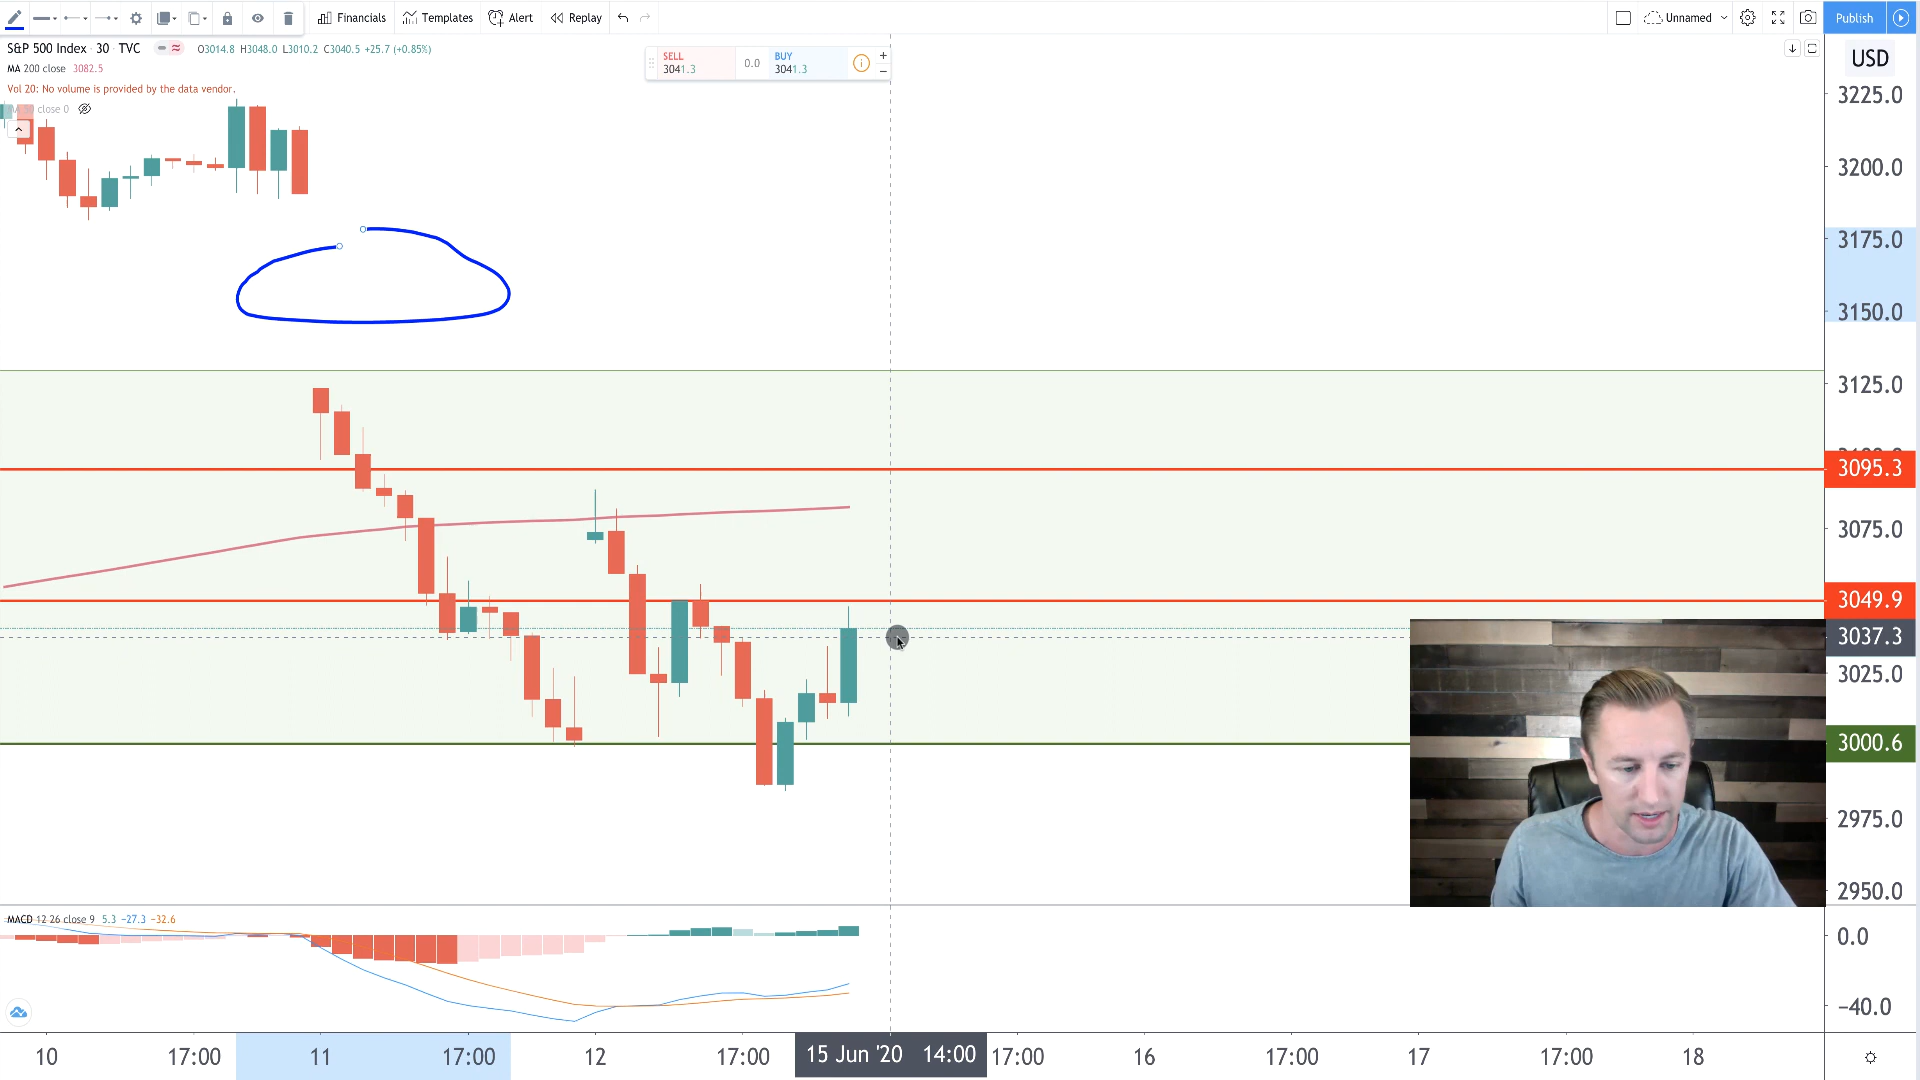 Financials Templates Alert Replay Unnamed Publish
S&P 500 Index · 30 · TVC O3014.8 H3048.0 L3010.2 C3040.5 +25.7 (+0.85%)
MA 200 close 3082.5
Vol 20: No volume is provided by the data vendor.
close 0
SELL
3041.3
0.0
BUY
3041.3
USD
3225.0
3200.0
3175.0
3150.0
3125.0
3095.3
3075.0
3049.9
3037.3
3025.0
3000.6
2975.0
2950.0
MACD 12 26 close 9 5.3 −27.3 −32.6
0.0
−40.0
10 17:00 11 17:00 12 17:00 15 Jun '20 14:00 17:00 16 17:00 17 17:00 18